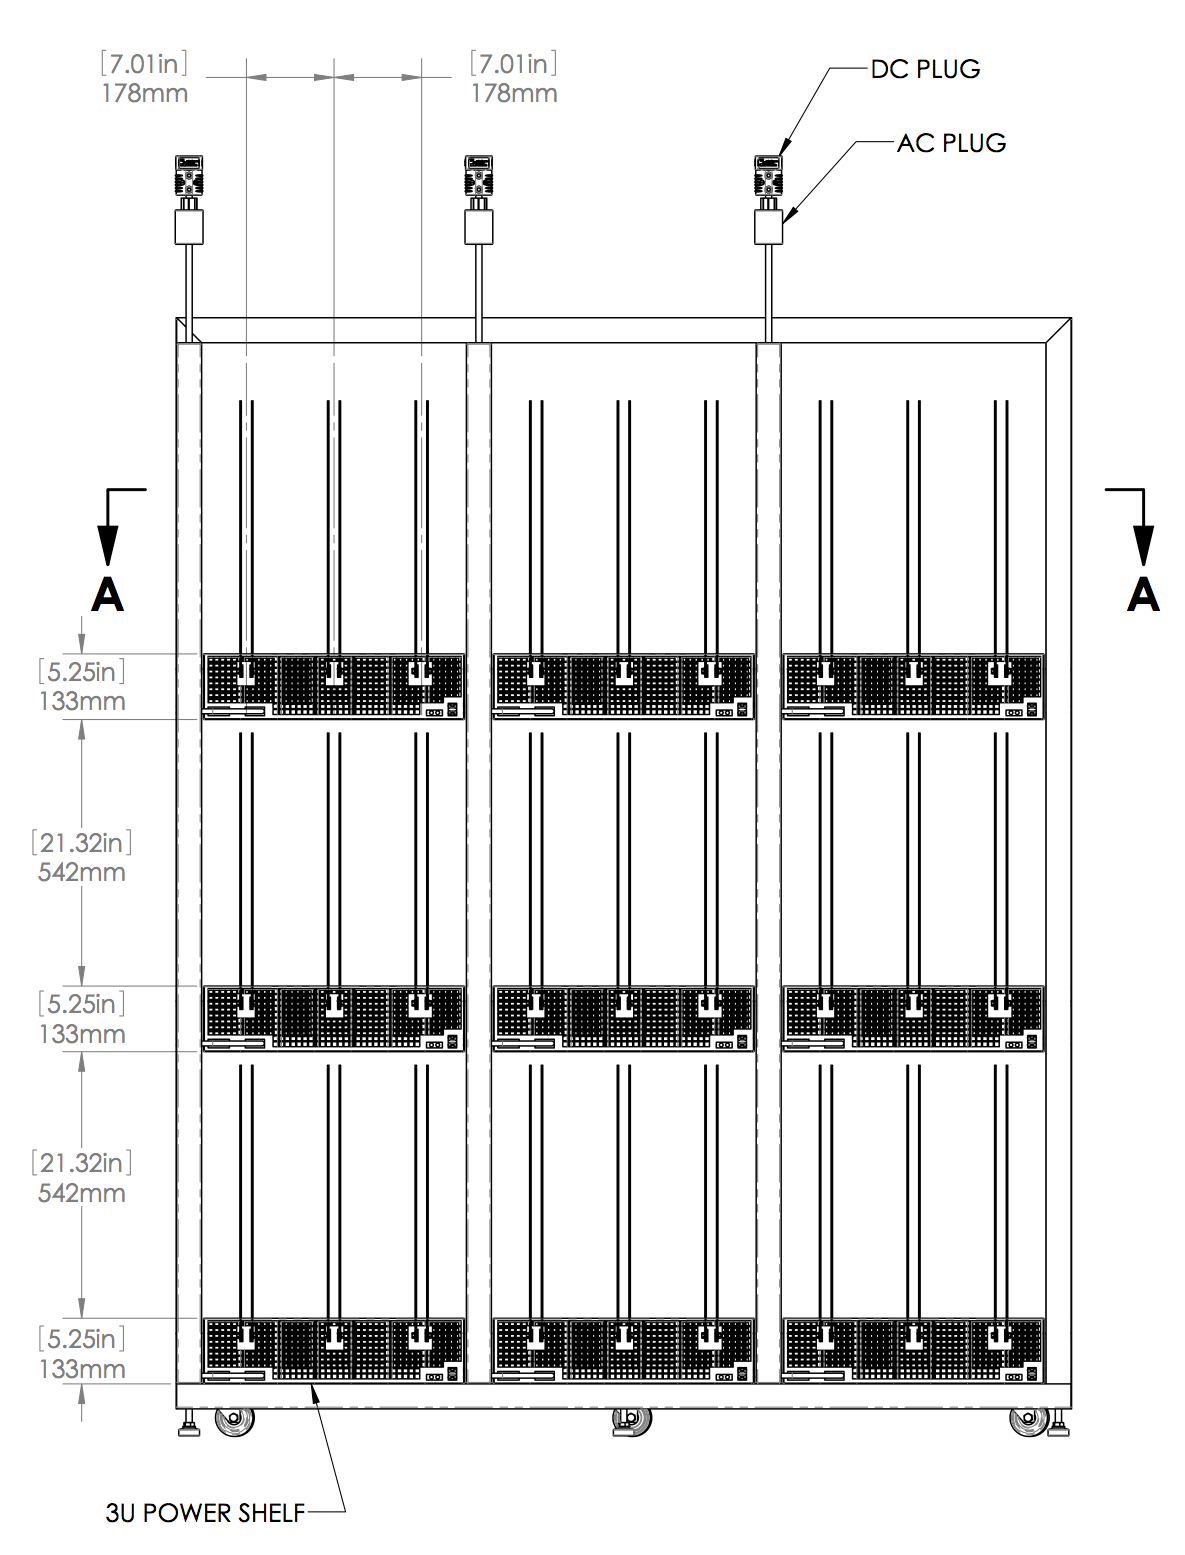 [7.01in]
178mm
[7.01in]
178mm
DC PLUG
AC PLUG
A
A
[5.25in]
133mm
[21.32in]
542mm
[5.25in]
133mm
[21.32in]
542mm
[5.25in]
133mm
3U POWER SHELF